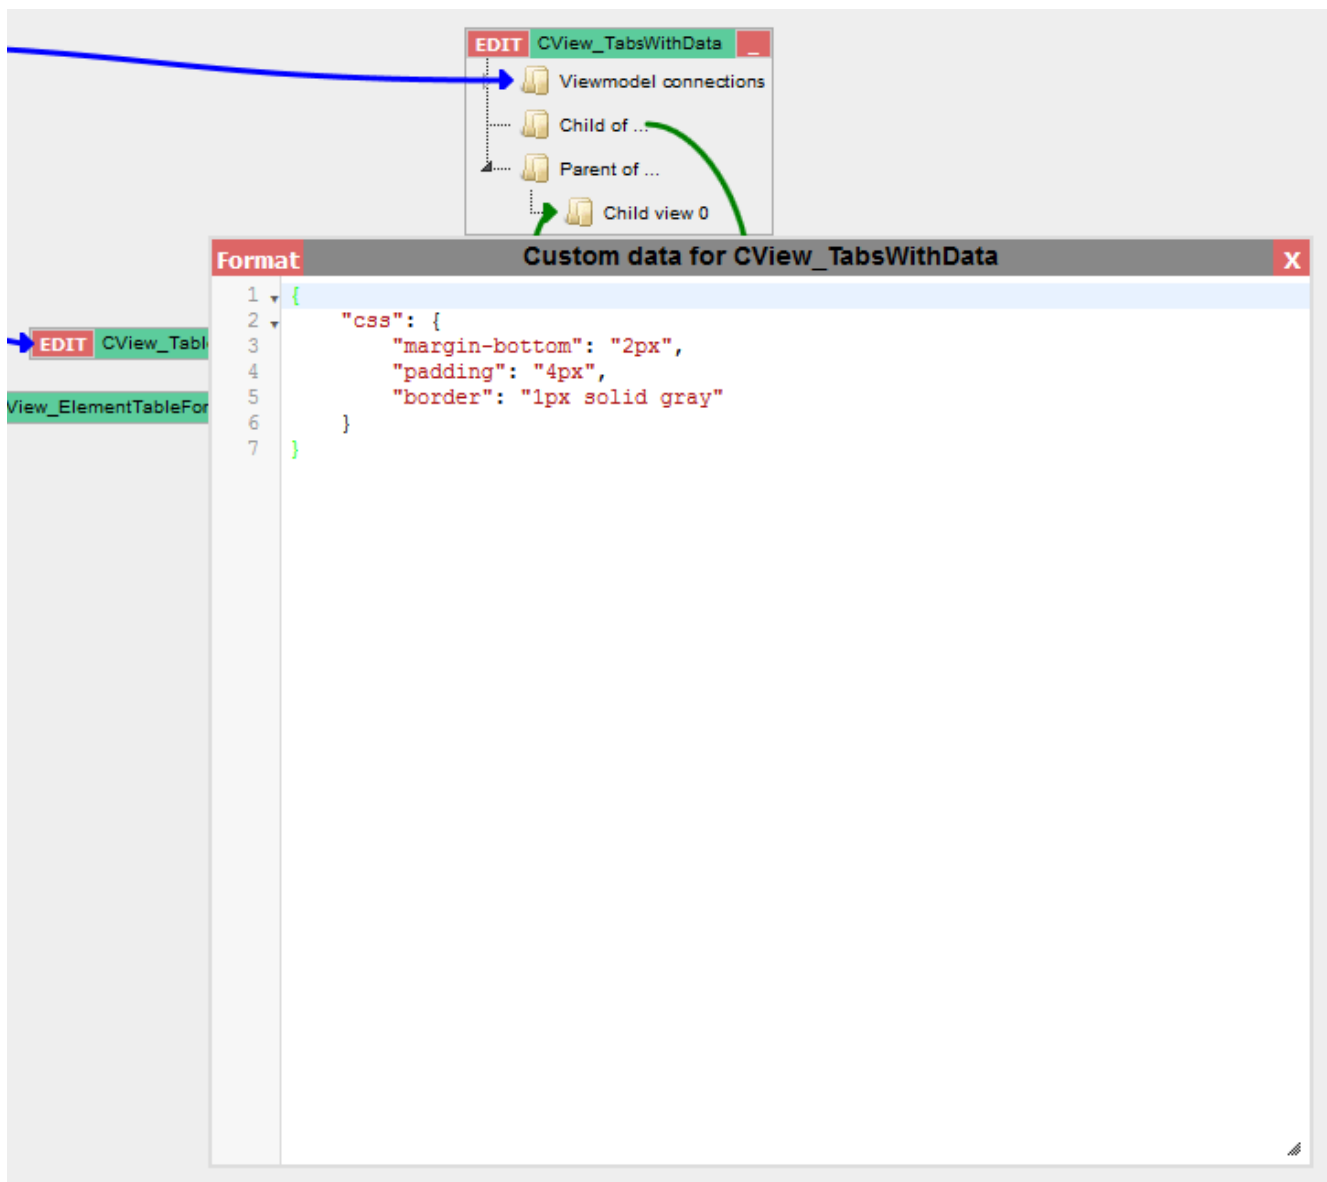 EDIT CView_TabsWithData _
Viewmodel connections
Child of ...
Parent of ...
Child view 0
Format Custom data for CView_TabsWithData X
1 {
2 "css": {
3 "margin-bottom": "2px",
4 "padding": "4px",
5 "border": "1px solid gray"
6 }
7 }
EDIT CView_Tabl
View_ElementTableFor